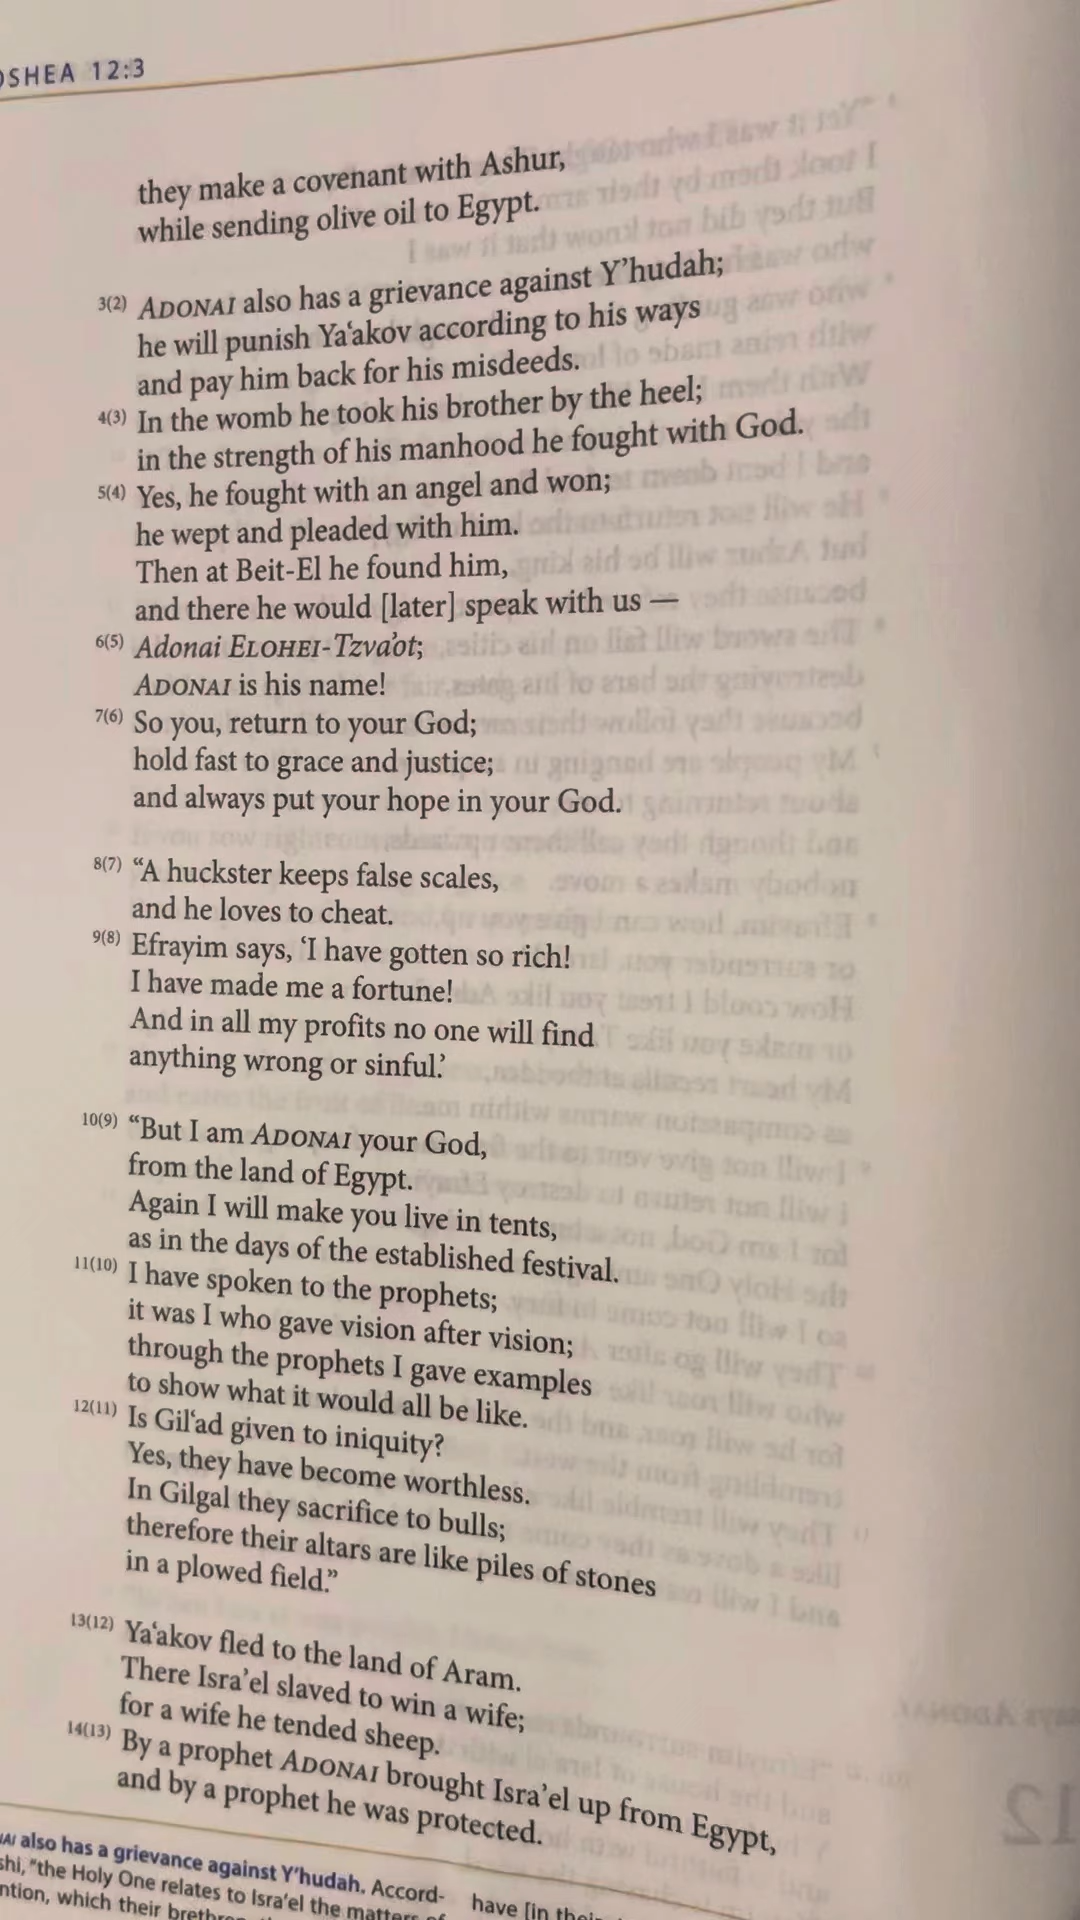 OSHEA 12:3
they make a covenant with Ashur,
while sending olive oil to Egypt.
3(2) ADONAI also has a grievance against Y’hudah;
he will punish Ya‘akov according to his ways
and pay him back for his misdeeds.
4(3) In the womb he took his brother by the heel;
in the strength of his manhood he fought with God.
5(4) Yes, he fought with an angel and won;
he wept and pleaded with him.
Then at Beit-El he found him,
and there he would [later] speak with us —
6(5) Adonai ELOHEI-Tzva’ot;
ADONAI is his name!
7(6) So you, return to your God;
hold fast to grace and justice;
and always put your hope in your God.
8(7) “A huckster keeps false scales,
and he loves to cheat.
9(8) Efrayim says, ‘I have gotten so rich!
I have made me a fortune!
And in all my profits no one will find
anything wrong or sinful.’
10(9) “But I am ADONAI your God,
from the land of Egypt.
Again I will make you live in tents,
as in the days of the established festival.
11(10) I have spoken to the prophets;
it was I who gave vision after vision;
through the prophets I gave examples
to show what it would all be like.
12(11) Is Gil‘ad given to iniquity?
Yes, they have become worthless.
In Gilgal they sacrifice to bulls;
therefore their altars are like piles of stones
in a plowed field.”
13(12) Ya‘akov fled to the land of Aram.
There Isra’el slaved to win a wife;
for a wife he tended sheep.
14(13) By a prophet ADONAI brought Isra’el up from Egypt,
and by a prophet he was protected.
also has a grievance against Y’hudah. Accord-
"the Holy One relates to Isra’el the matters of
which their
have [in